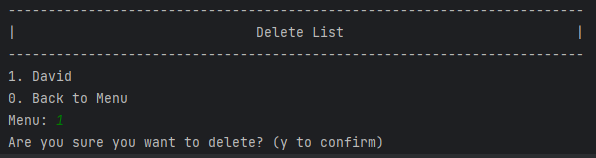 ------------------------------------------------------------------------
|                              Delete List                             |
------------------------------------------------------------------------
1. David
0. Back to Menu
Menu: 1
Are you sure you want to delete? (y to confirm)